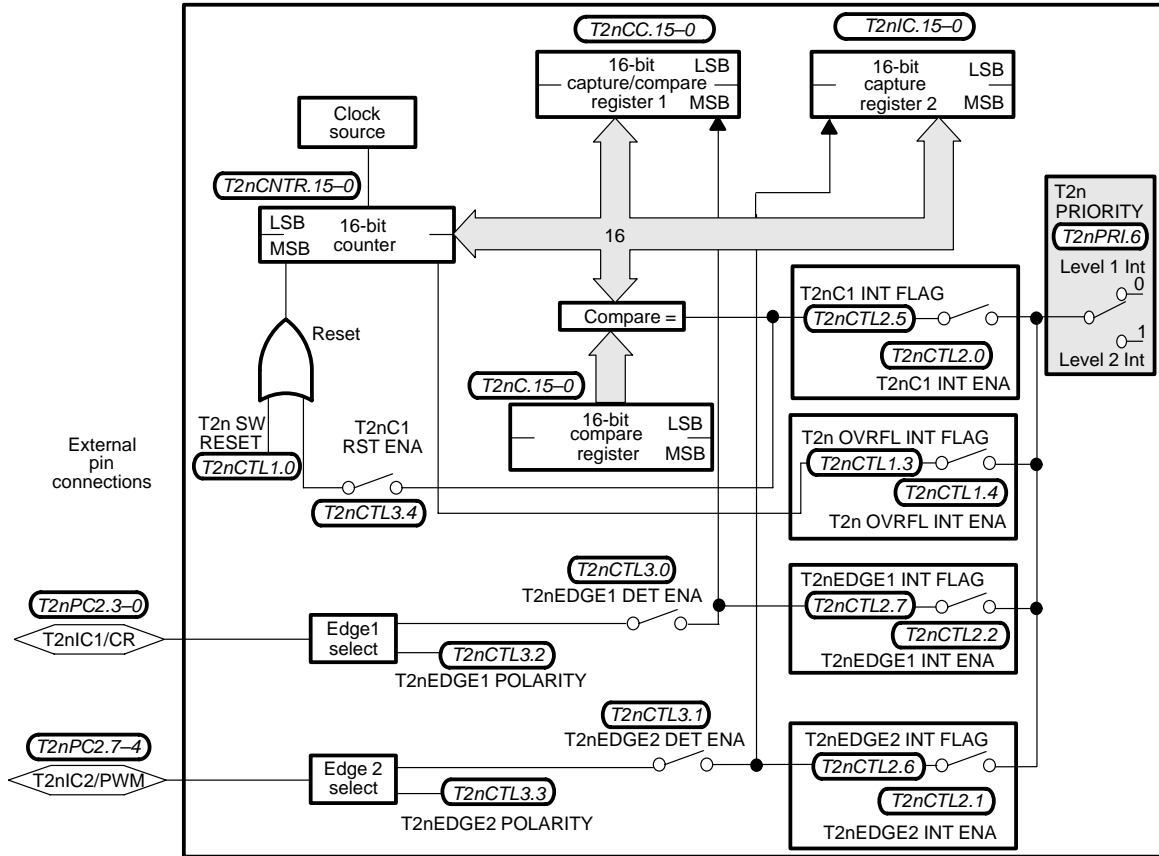 T2nCC.15–0
T2nIC.15–0
16-bit
capture/compare
register 1
LSB
MSB
16-bit
capture
register 2
LSB
MSB
Clock
source
T2nCNTR.15–0
LSB
MSB
16-bit
counter
16
T2n
PRIORITY
T2nPRI.6
Level 1 Int
0
1
Level 2 Int
Reset
Compare =
T2nC1 INT FLAG
T2nCTL2.5
T2nCTL2.0
T2nC1 INT ENA
T2nC.15–0
16-bit
compare
register
LSB
MSB
External
pin
connections
T2n SW
RESET
T2nCTL1.0
T2nC1
RST ENA
T2nCTL3.4
T2n OVRFL INT FLAG
T2nCTL1.3
T2nCTL1.4
T2n OVRFL INT ENA
T2nCTL3.0
T2nEDGE1 DET ENA
T2nPC2.3–0
T2nIC1/CR
Edge1
select
T2nCTL3.2
T2nEDGE1 POLARITY
T2nEDGE1 INT FLAG
T2nCTL2.7
T2nCTL2.2
T2nEDGE1 INT ENA
T2nCTL3.1
T2nEDGE2 DET ENA
T2nPC2.7–4
T2nIC2/PWM
Edge 2
select
T2nCTL3.3
T2nEDGE2 POLARITY
T2nEDGE2 INT FLAG
T2nCTL2.6
T2nCTL2.1
T2nEDGE2 INT ENA